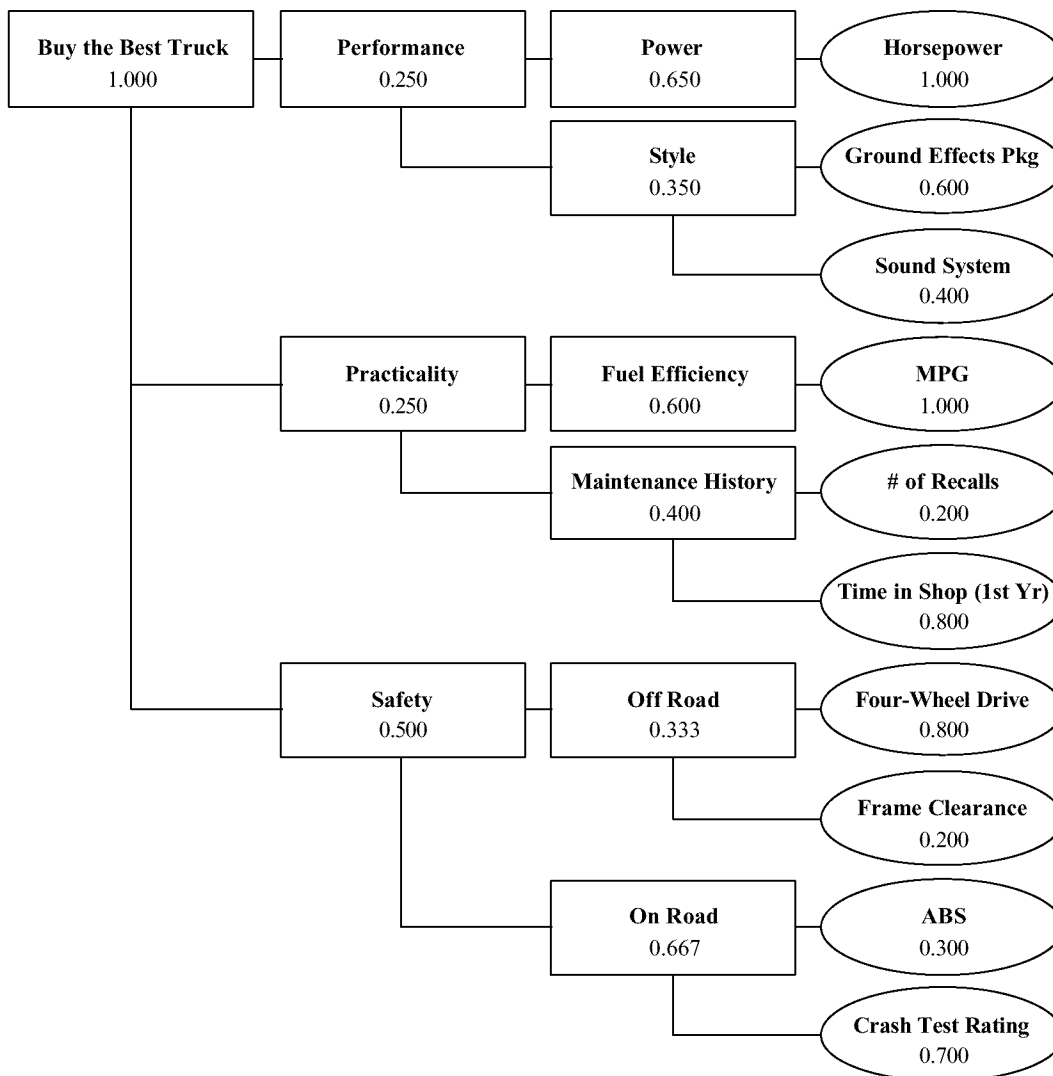 Buy the Best Truck
1.000
Performance
0.250
Power
0.650
Horsepower
1.000
Style
0.350
Ground Effects Pkg
0.600
Sound System
0.400
Practicality
0.250
Fuel Efficiency
0.600
MPG
1.000
Maintenance History
0.400
# of Recalls
0.200
Time in Shop (1st Yr)
0.800
Safety
0.500
Off Road
0.333
Four-Wheel Drive
0.800
Frame Clearance
0.200
On Road
0.667
ABS
0.300
Crash Test Rating
0.700